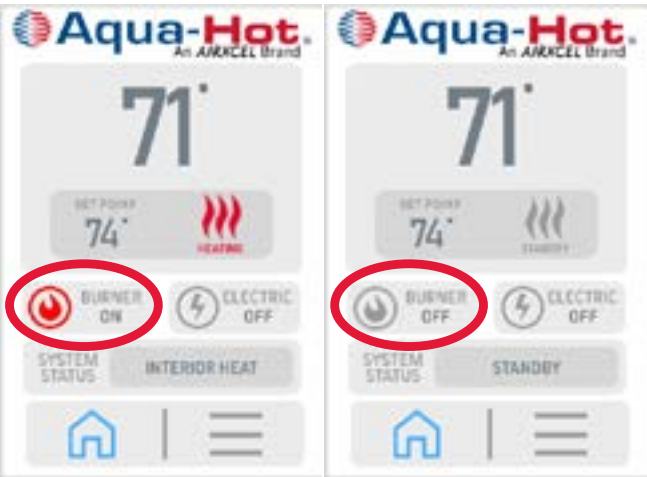 Aqua-Hot.
An AIRXCEL Brand
71°
SET POINT
74°
HEATING
BURNER
ON
ELECTRIC
OFF
SYSTEM
STATUS
INTERIOR HEAT
Aqua-Hot.
An AIRXCEL Brand
71°
SET POINT
74°
STANDBY
BURNER
OFF
ELECTRIC
OFF
SYSTEM
STATUS
STANDBY